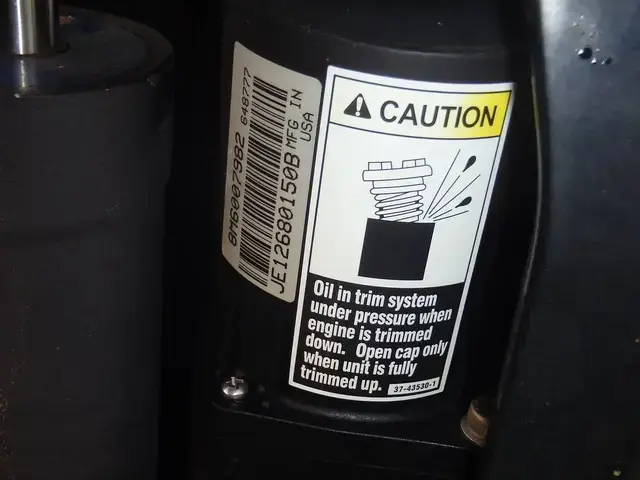 8M6007982 648777
JE12680150B MFG IN
USA
CAUTION
Oil in trim system
under pressure when
engine is trimmed
down. Open cap only
when unit is fully
trimmed up. 37-43530-1